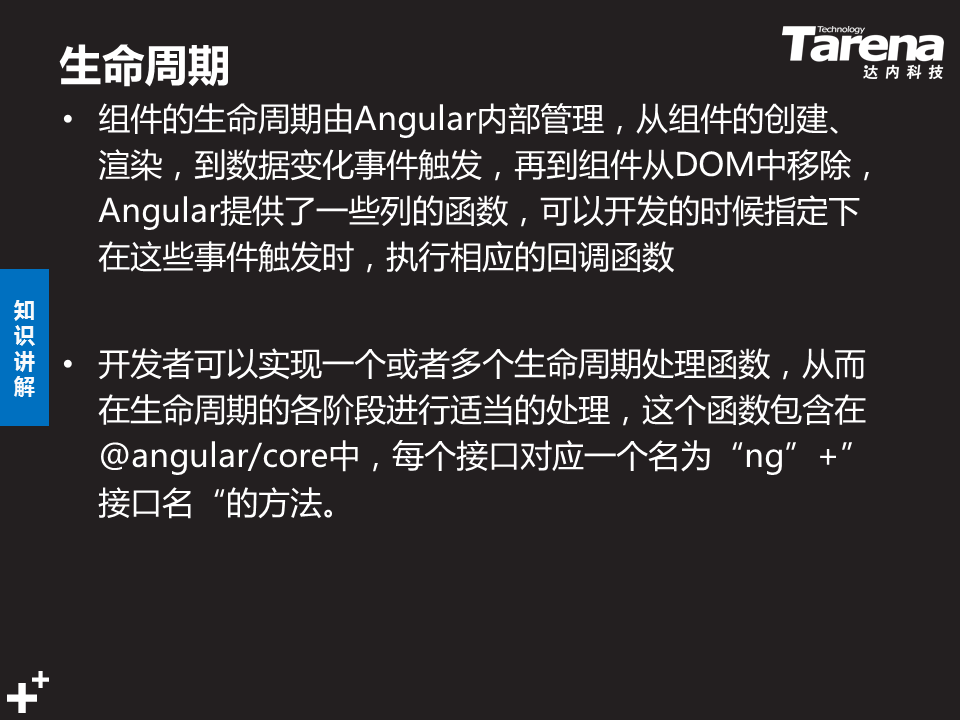 Technology
Tarena
达内科技
生命周期
• 组件的生命周期由Angular内部管理，从组件的创建、
渲染，到数据变化事件触发，再到组件从DOM中移除，
Angular提供了一些列的函数，可以开发的时候指定下
在这些事件触发时，执行相应的回调函数
知
识
讲
解
• 开发者可以实现一个或者多个生命周期处理函数，从而
在生命周期的各阶段进行适当的处理，这个函数包含在
@angular/core中，每个接口对应一个名为“ng”+”
接口名“的方法。